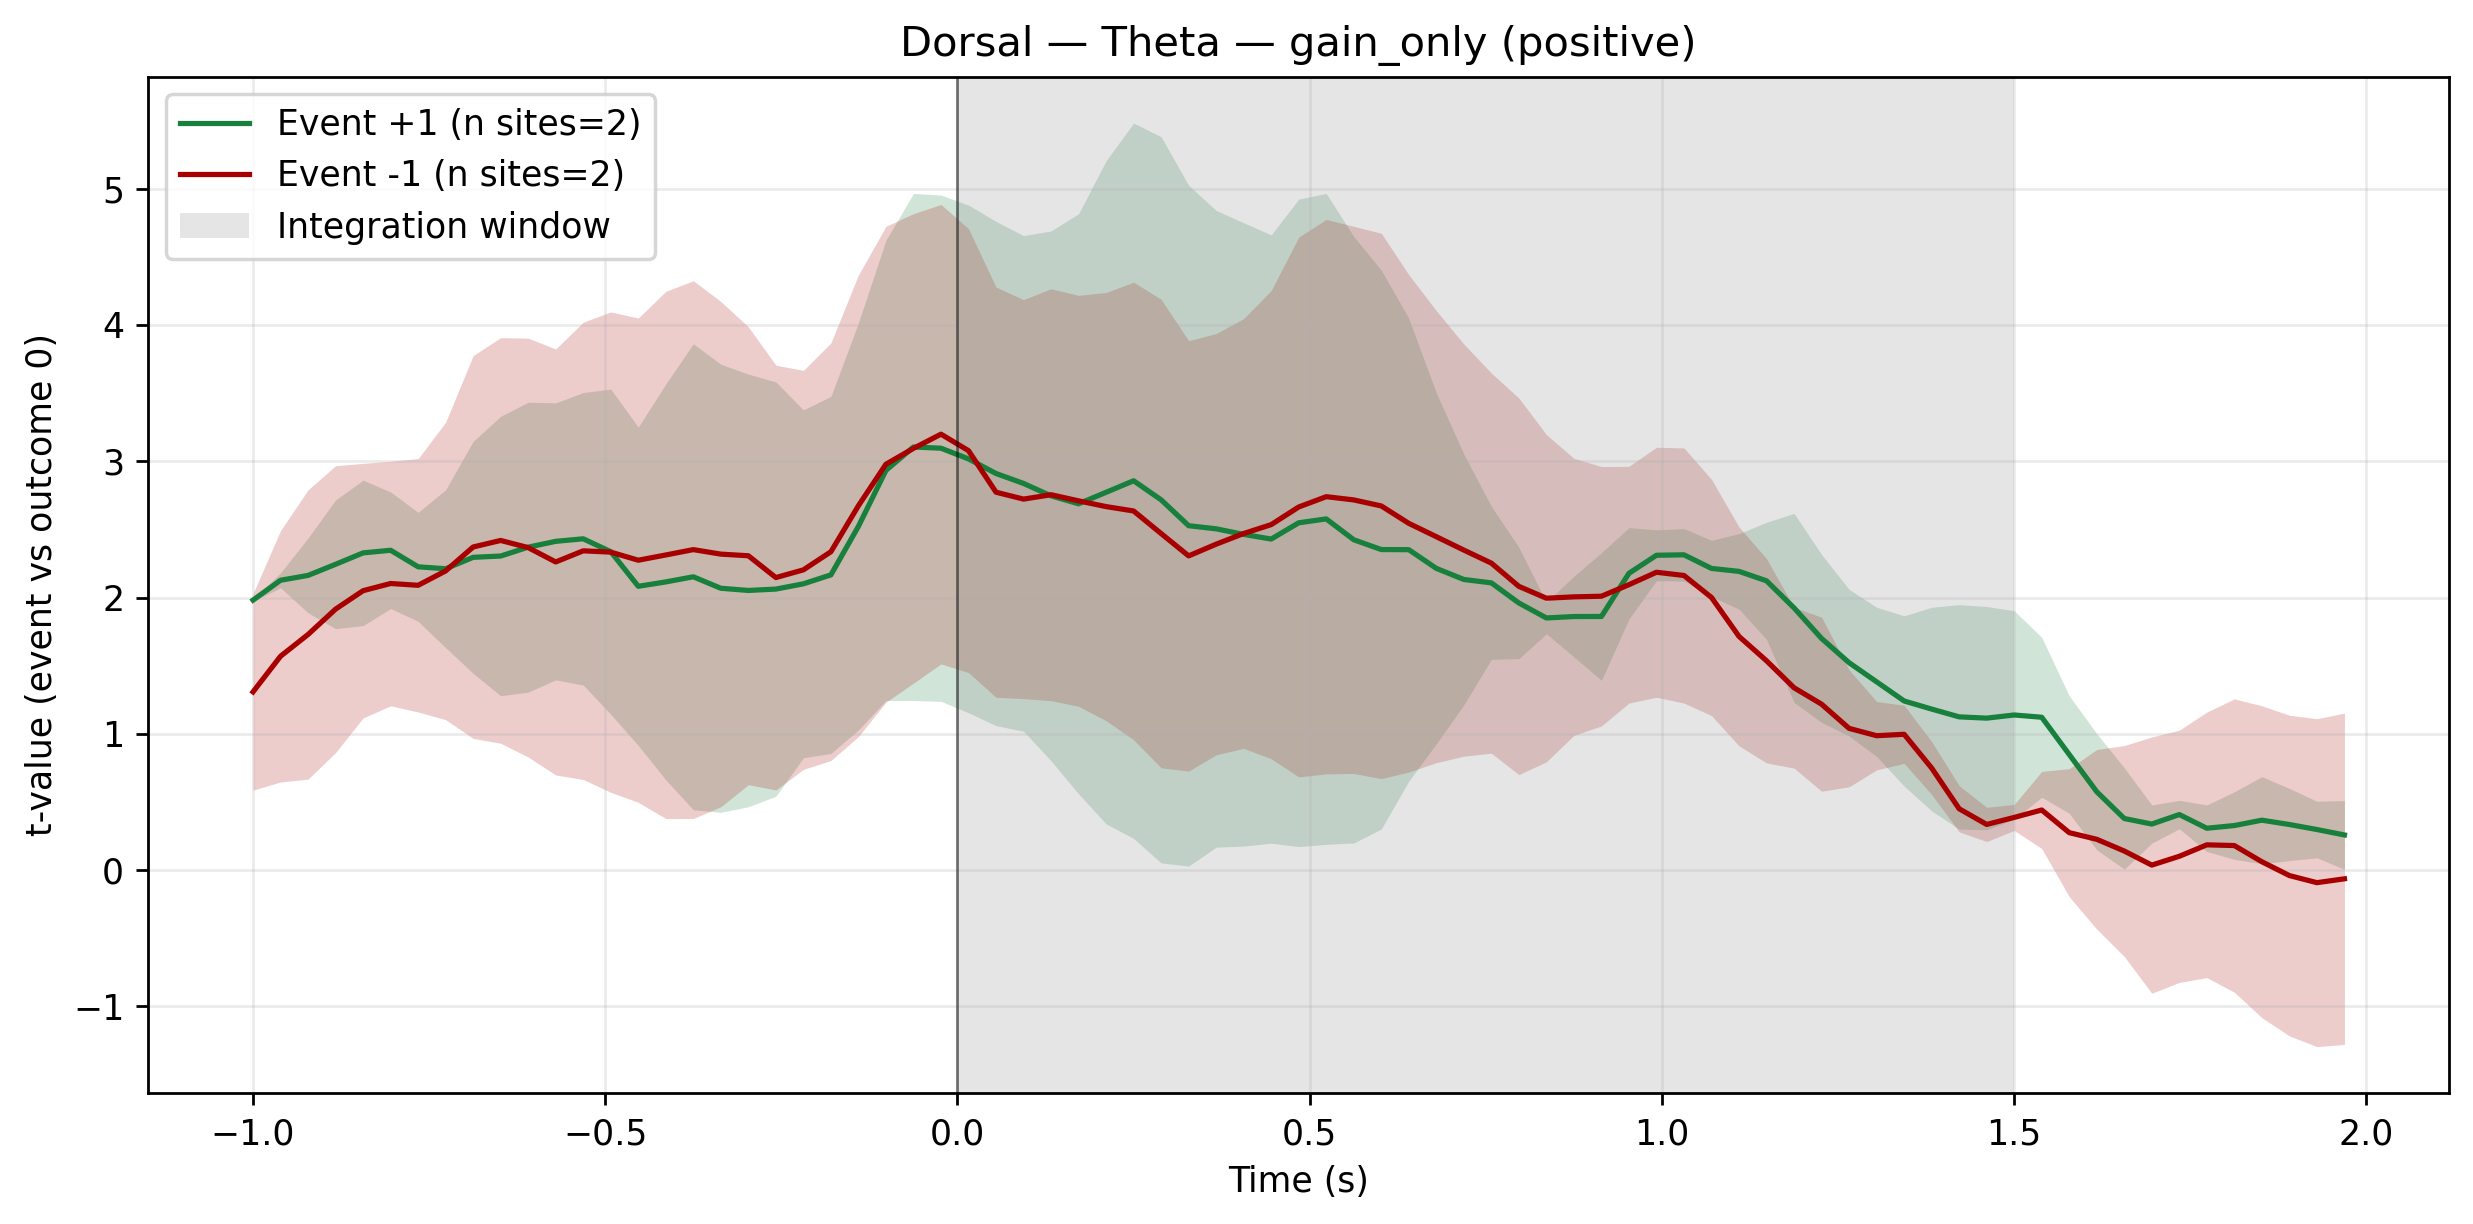 Dorsal — Theta — gain_only (positive)
Event +1 (n sites=2)
Event -1 (n sites=2)
Integration window
t-value (event vs outcome 0)
5
4
3
2
1
0
−1
−1.0 −0.5 0.0 0.5 1.0 1.5 2.0
Time (s)